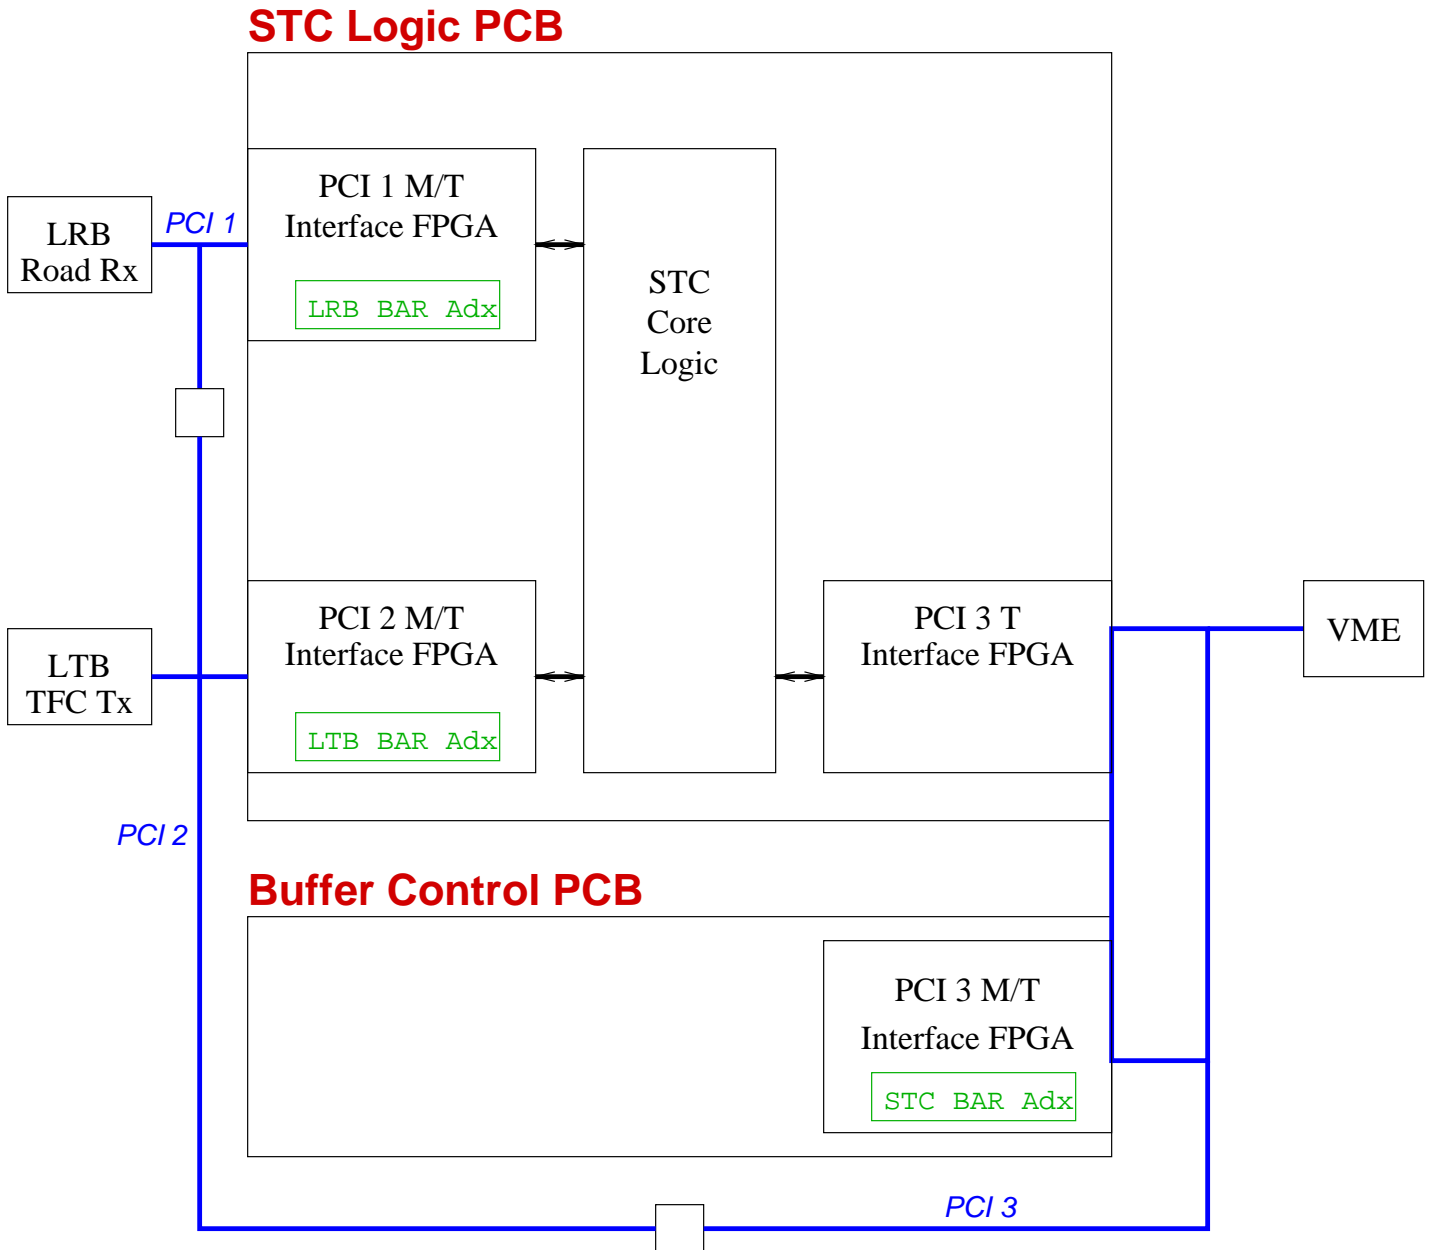 STC Logic PCB
PCI 1 M/T
Interface FPGA
LRB BAR Adx
LRB
Road Rx
PCI 1
STC
Core
Logic
PCI 2 M/T
Interface FPGA
LTB BAR Adx
LTB
TFC Tx
PCI 3 T
Interface FPGA
VME
PCI 2
Buffer Control PCB
PCI 3 M/T
Interface FPGA
STC BAR Adx
PCI 3